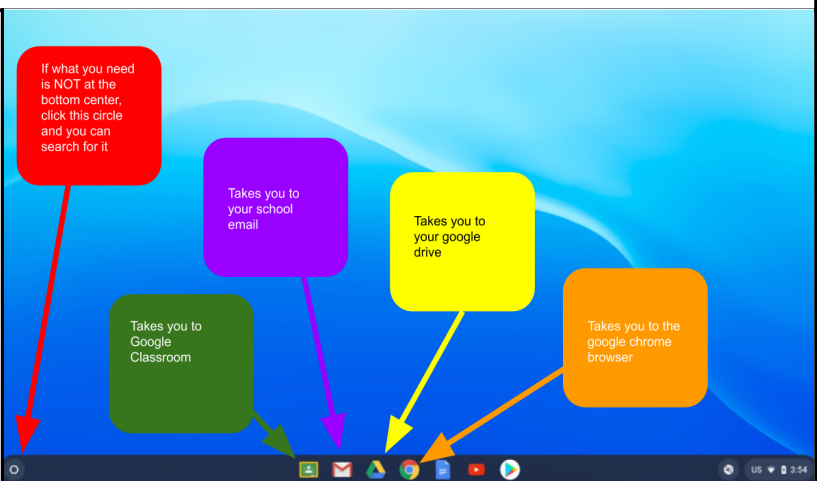 If what you need
is NOT at the
bottom center,
click this circle
and you can
search for it
Takes you to
your school
email
Takes you to
your google
drive
Takes you to
Google
Classroom
Takes you to the
google chrome
browser
US 3:54